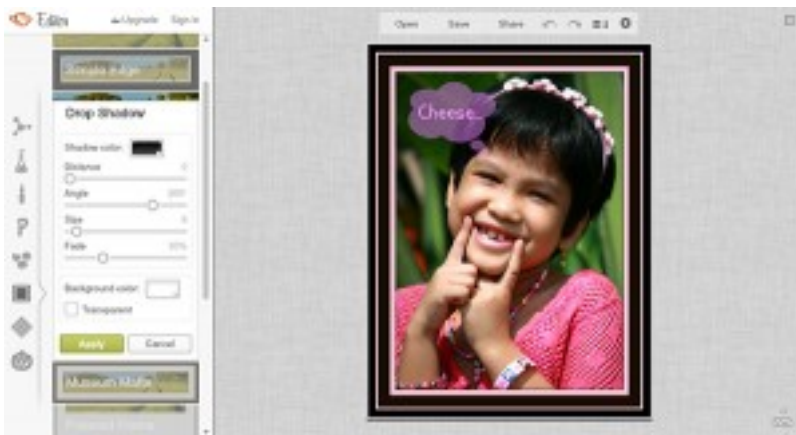 Editor
Upgrade
Sign in
Open
Save
Share
Simple Edge
Drop Shadow
Shadow color:
Distance
0
Angle
Size
Fade
Background color:
Transparent
Apply
Cancel
Museum Matte
Cheese...